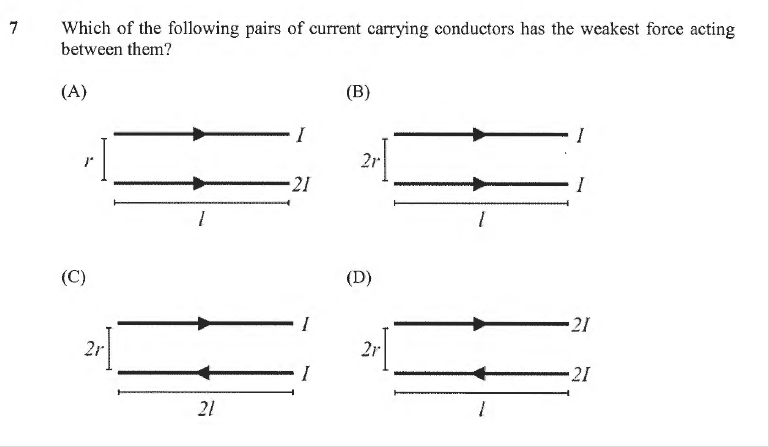 7 Which of the following pairs of current carrying conductors has the weakest force acting
between them?
(A) (B)
I I
r 2r
2I I
l l
(C) (D)
I 2I
2r 2r
I 2I
2l l